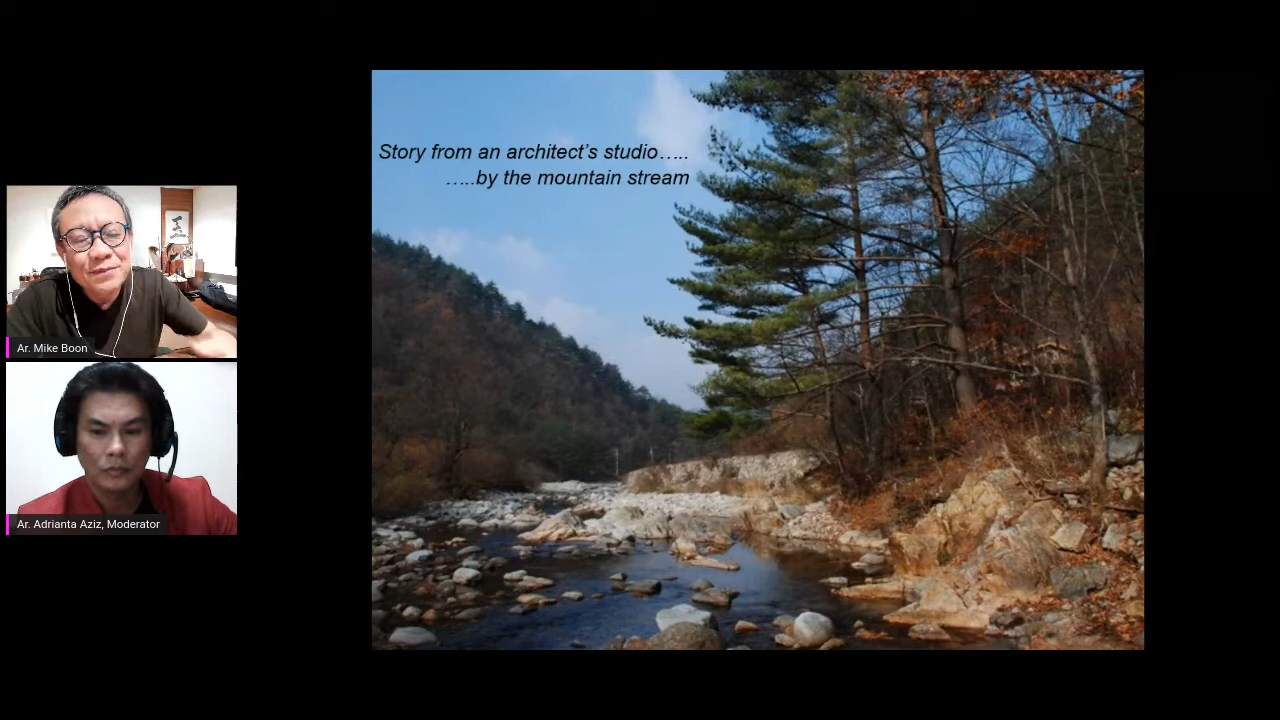 Story from an architect's studio…..
…..by the mountain stream
Ar. Mike Boon
Ar. Adrianta Aziz, Moderator